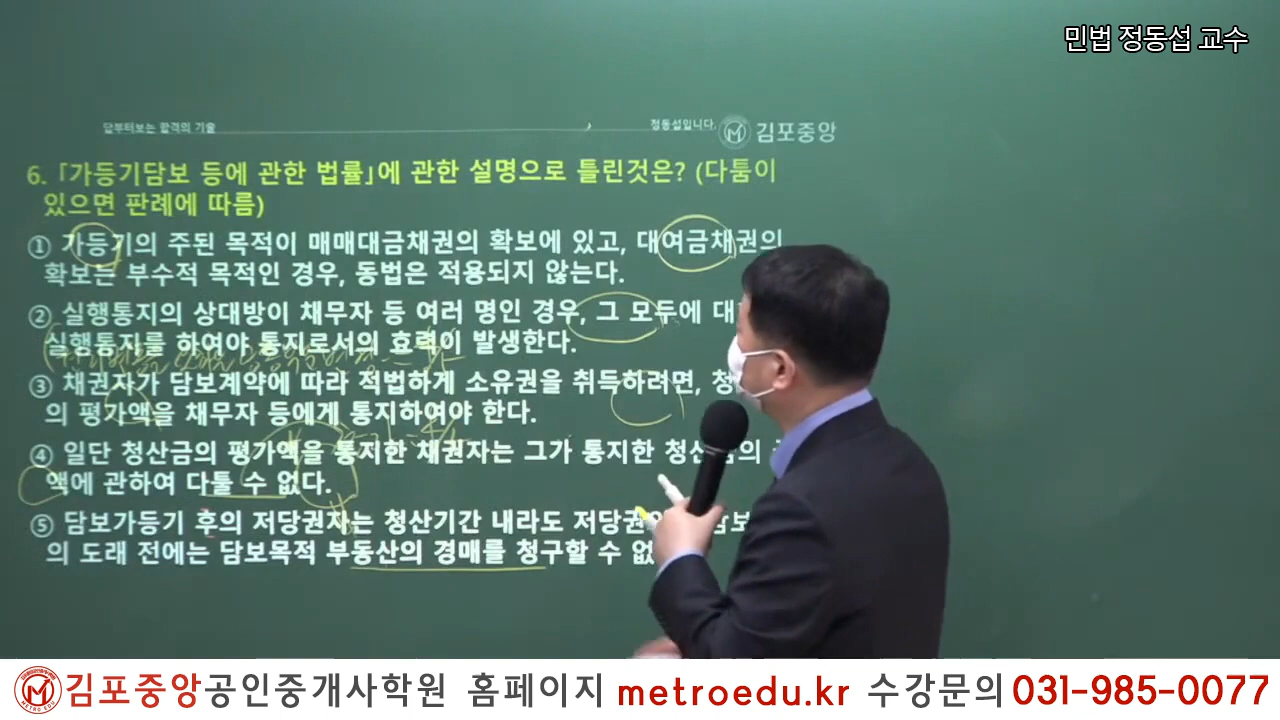 민법 정동섭 교수
답부터보는 합격의 기술
정동섭입니다.
김포중앙
6. 「가등기담보 등에 관한 법률」에 관한 설명으로 틀린것은? (다툼이
있으면 판례에 따름)
① 가등기의 주된 목적이 매매대금채권의 확보에 있고, 대여금채권의
확보는 부수적 목적인 경우, 동법은 적용되지 않는다.
② 실행통지의 상대방이 채무자 등 여러 명인 경우, 그 모두에 대
실행통지를 하여야 통지로서의 효력이 발생한다.
③ 채권자가 담보계약에 따라 적법하게 소유권을 취득하려면, 청
의 평가액을 채무자 등에게 통지하여야 한다.
④ 일단 청산금의 평가액을 통지한 채권자는 그가 통지한 청산금의
액에 관하여 다툴 수 없다.
⑤ 담보가등기 후의 저당권자는 청산기간 내라도 저당권
의 도래 전에는 담보목적 부동산의 경매를 청구할 수 없
김포중앙공인중개사학원 홈페이지 metroedu.kr 수강문의 031-985-0077